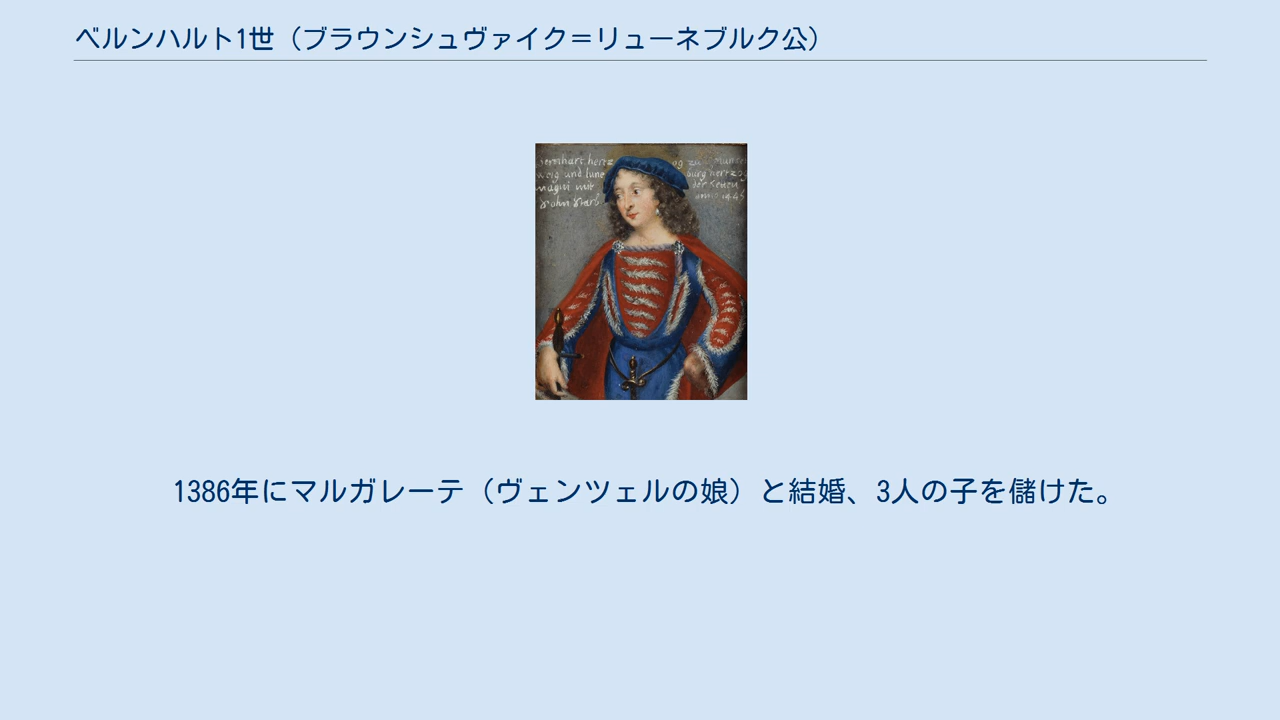 ベルンハルト1世（ブラウンシュヴァイク＝リューネブルク公）
und lune
1386年にマルガレーテ（ヴェンツェルの娘）と結婚、3人の子を儲けた。